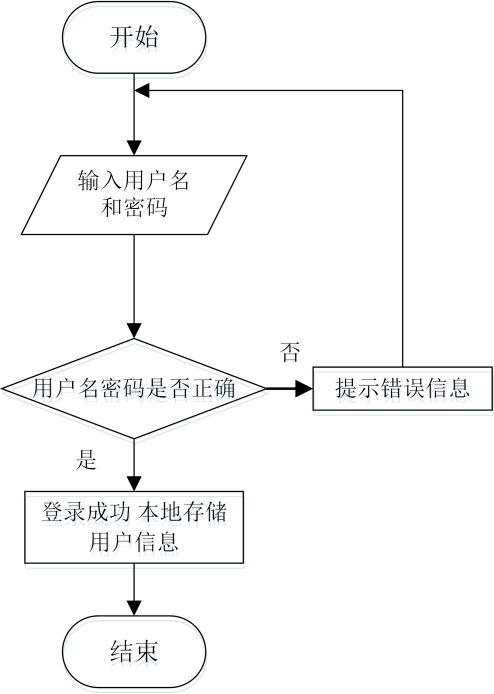 开始
输入用户名
和密码
用户名密码是否正确
否
提示错误信息
是
登录成功 本地存储
用户信息
结束